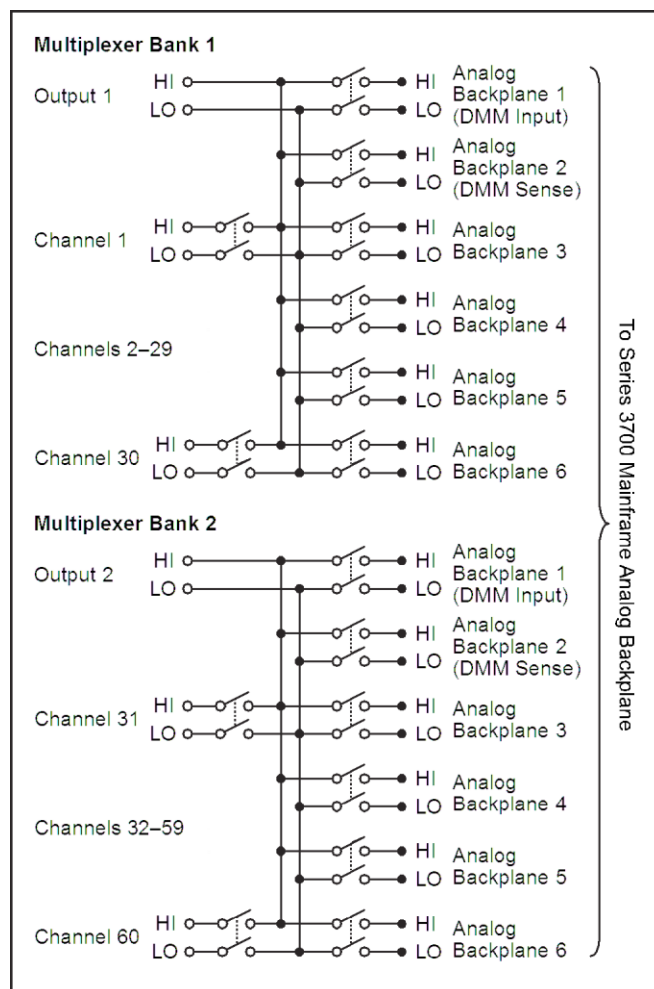 Multiplexer Bank 1
Output 1
HI
LO
HI
LO
Analog
Backplane 1
(DMM Input)
HI
LO
Analog
Backplane 2
(DMM Sense)
Channel 1
HI
LO
HI
LO
Analog
Backplane 3
HI
LO
Analog
Backplane 4
Channels 2–29
HI
LO
Analog
Backplane 5
Channel 30
HI
LO
HI
LO
Analog
Backplane 6
Multiplexer Bank 2
Output 2
HI
LO
HI
LO
Analog
Backplane 1
(DMM Input)
HI
LO
Analog
Backplane 2
(DMM Sense)
Channel 31
HI
LO
HI
LO
Analog
Backplane 3
HI
LO
Analog
Backplane 4
Channels 32–59
HI
LO
Analog
Backplane 5
Channel 60
HI
LO
HI
LO
Analog
Backplane 6
To Series 3700 Mainframe Analog Backplane